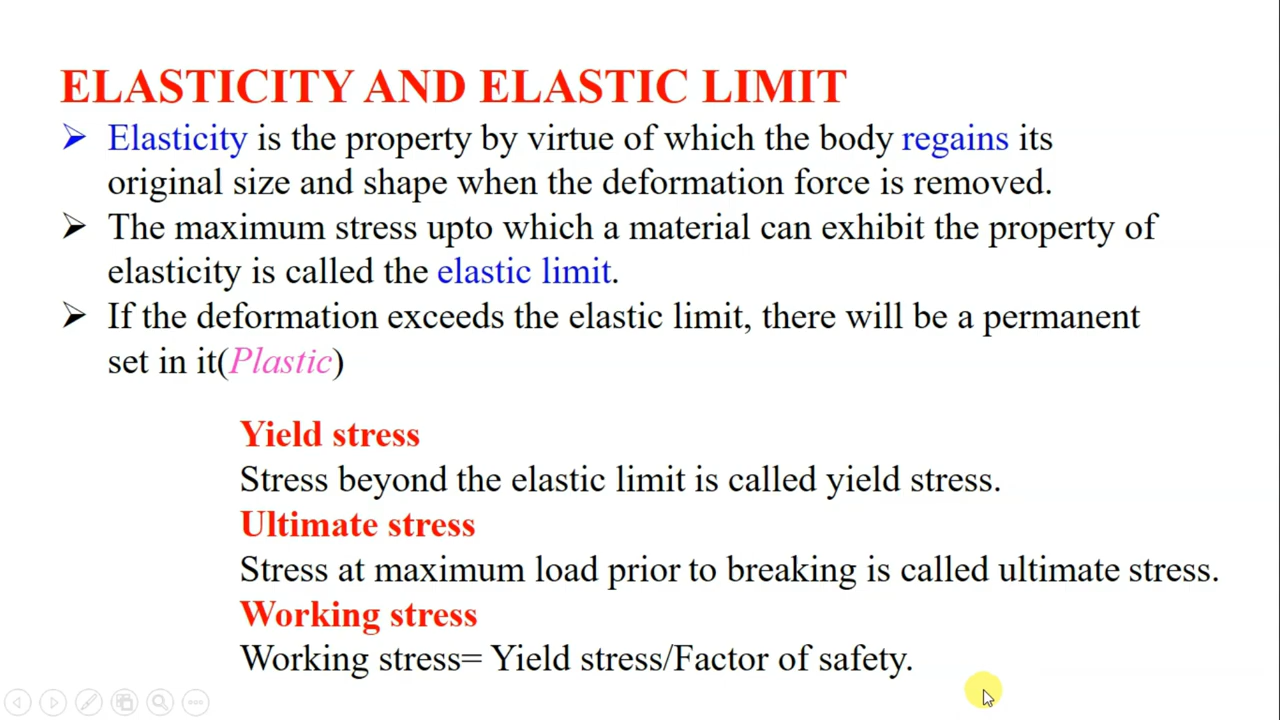 ELASTICITY AND ELASTIC LIMIT
Elasticity is the property by virtue of which the body regains its
original size and shape when the deformation force is removed.
The maximum stress upto which a material can exhibit the property of
elasticity is called the elastic limit.
If the deformation exceeds the elastic limit, there will be a permanent
set in it(Plastic)
Yield stress
Stress beyond the elastic limit is called yield stress.
Ultimate stress
Stress at maximum load prior to breaking is called ultimate stress.
Working stress
Working stress= Yield stress/Factor of safety.